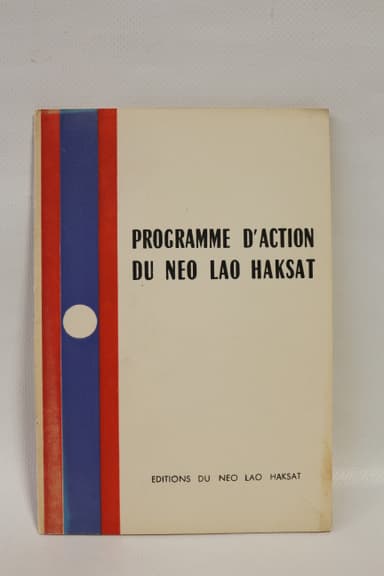 PROGRAMME D'ACTION
DU NEO LAO HAKSAT
EDITIONS DU NEO LAO HAKSAT